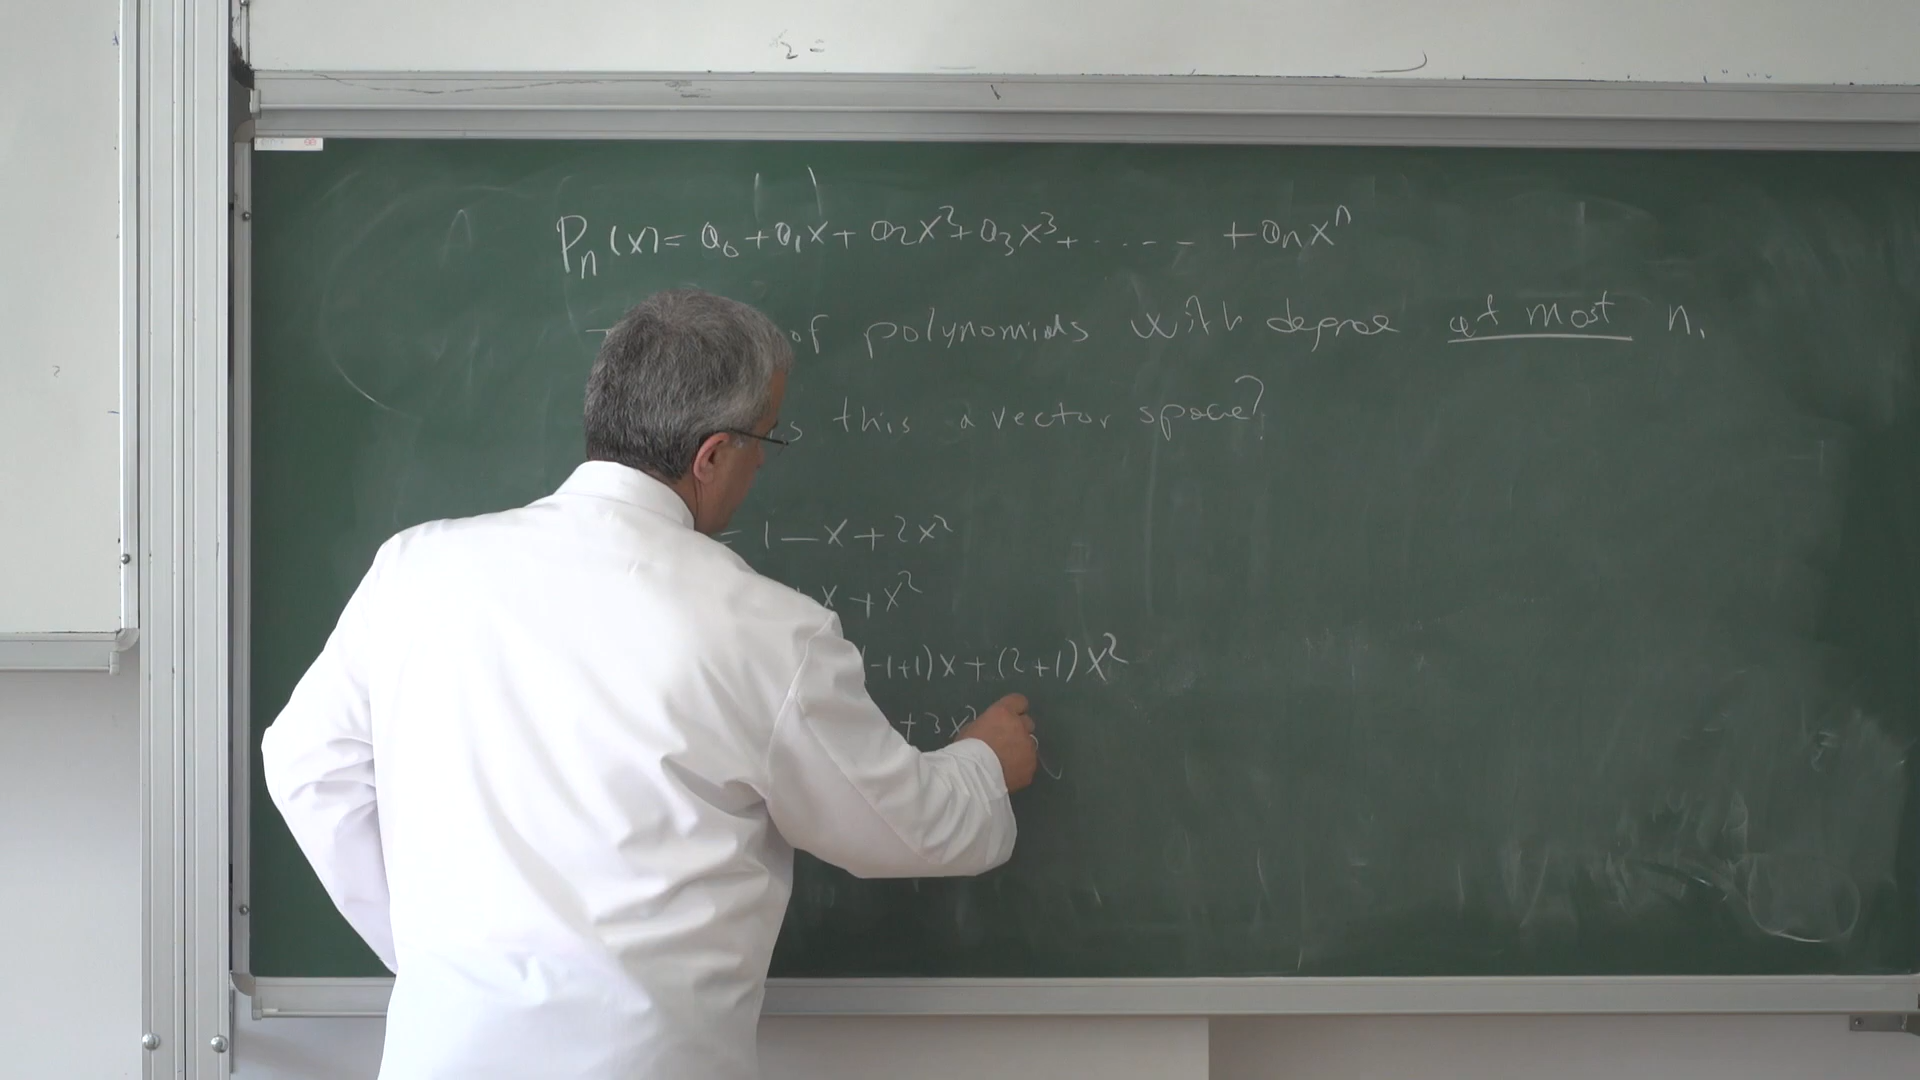 Pₙ(x) = a₀ + a₁x + a₂x² + a₃x³ + ..... + aₙxⁿ
of polynomials with degree at most n.
this a vector space?
= 1 - x + 2x²
x + x²
(-1+1)x + (2+1)x²
+ 3x²